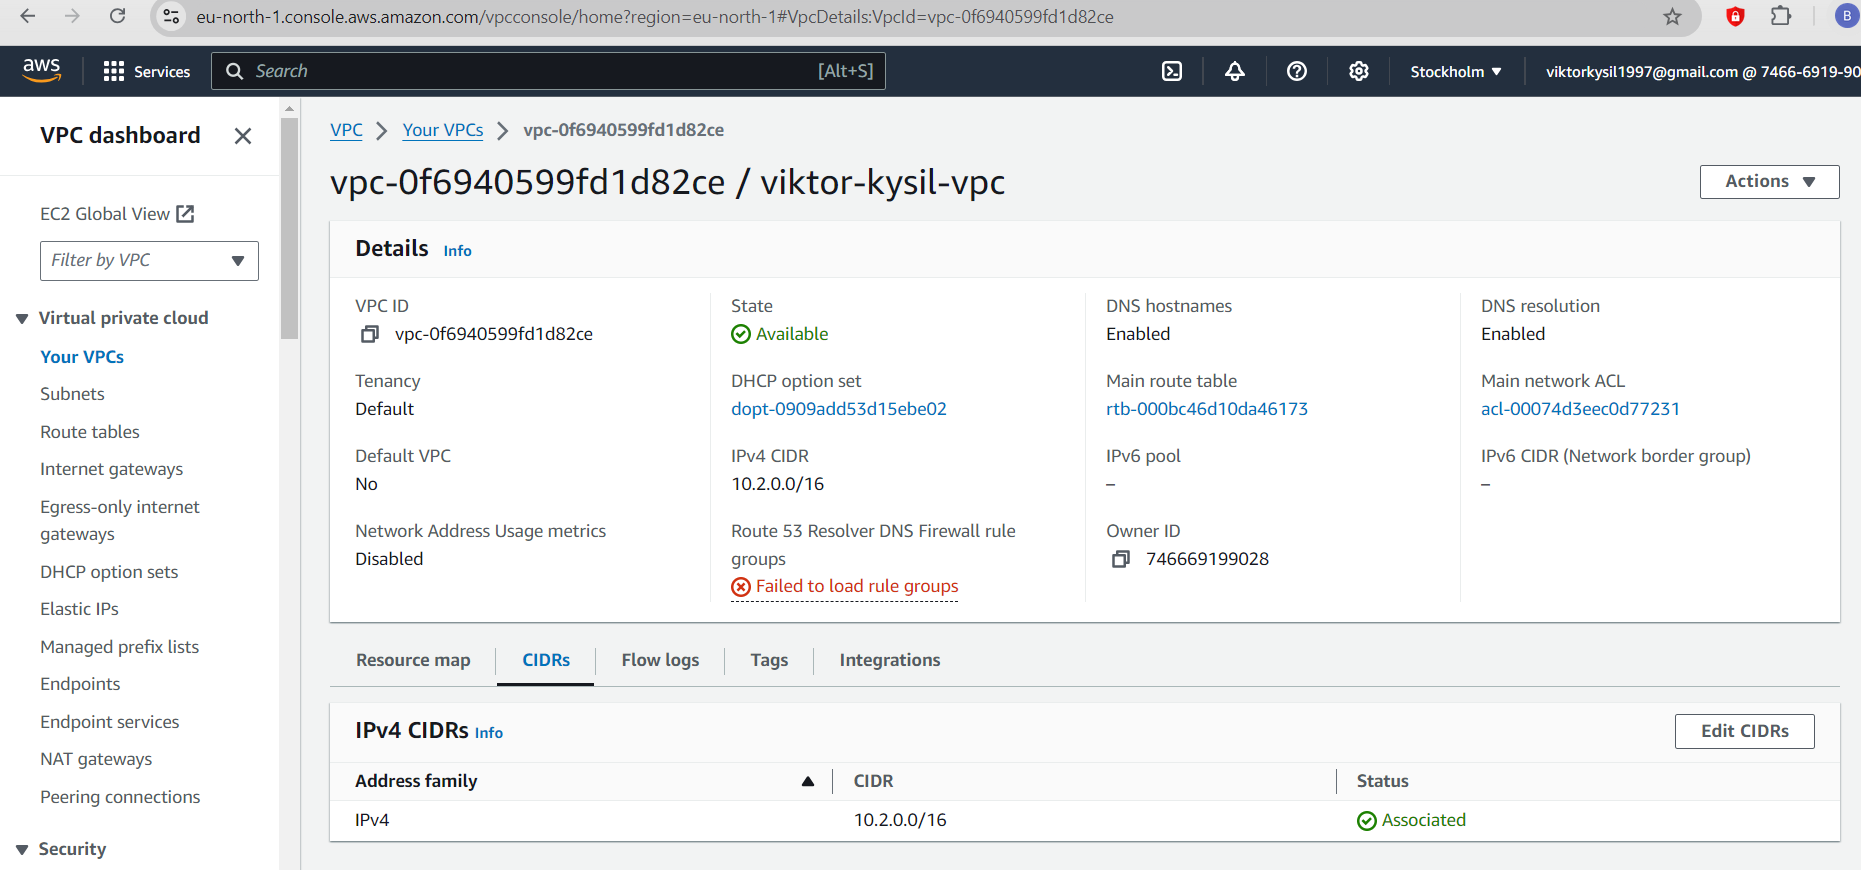 eu-north-1.console.aws.amazon.com/vpcconsole/home?region=eu-north-1#VpcDetails:VpcId=vpc-0f6940599fd1d82ce
B
aws
Services
Search
[Alt+S]
Stockholm
viktorkysil1997@gmail.com @ 7466-6919-90
VPC dashboard
EC2 Global View
Filter by VPC
Virtual private cloud
Your VPCs
Subnets
Route tables
Internet gateways
Egress-only internet
gateways
DHCP option sets
Elastic IPs
Managed prefix lists
Endpoints
Endpoint services
NAT gateways
Peering connections
Security
VPC
Your VPCs
vpc-0f6940599fd1d82ce
vpc-0f6940599fd1d82ce / viktor-kysil-vpc
Actions
Details
Info
VPC ID
vpc-0f6940599fd1d82ce
State
Available
DNS hostnames
Enabled
DNS resolution
Enabled
Tenancy
Default
DHCP option set
dopt-0909add53d15ebe02
Main route table
rtb-000bc46d10da46173
Main network ACL
acl-00074d3eec0d77231
Default VPC
No
IPv4 CIDR
10.2.0.0/16
IPv6 pool
–
IPv6 CIDR (Network border group)
–
Network Address Usage metrics
Disabled
Route 53 Resolver DNS Firewall rule
groups
Failed to load rule groups
Owner ID
746669199028
Resource map
CIDRs
Flow logs
Tags
Integrations
IPv4 CIDRs
Info
Edit CIDRs
Address family
CIDR
Status
IPv4
10.2.0.0/16
Associated